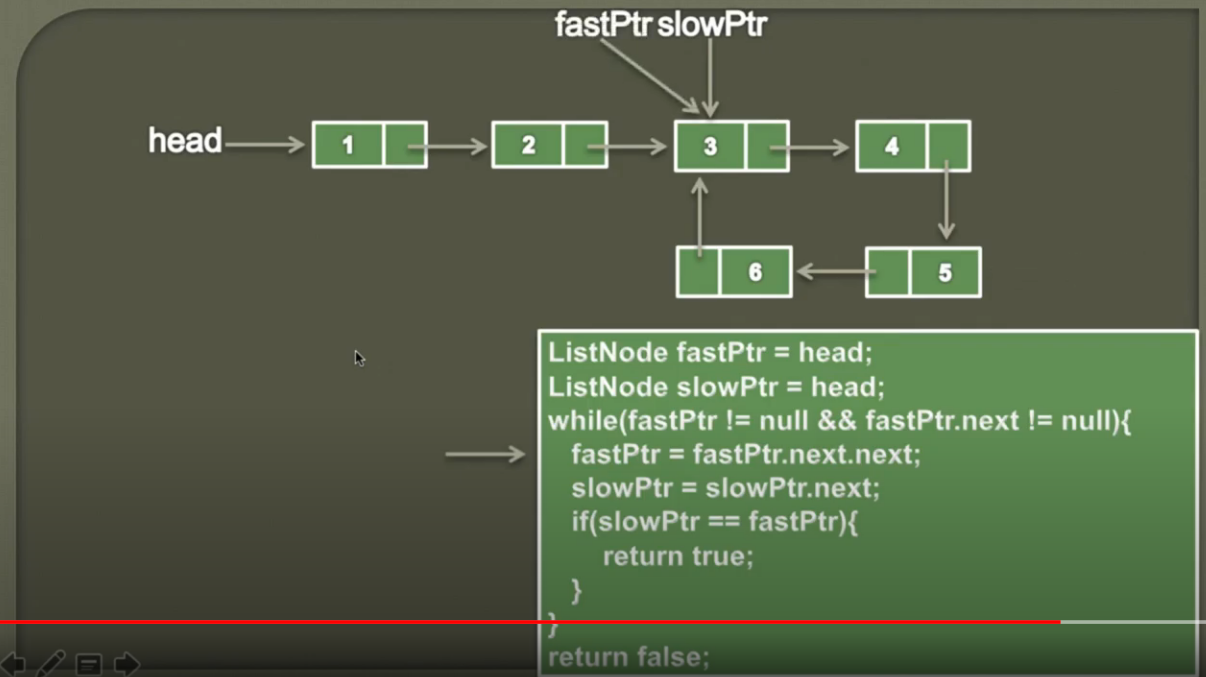 fastPtr slowPtr
head 1 2 3 4
6 5
ListNode fastPtr = head;
ListNode slowPtr = head;
while(fastPtr != null && fastPtr.next != null){
fastPtr = fastPtr.next.next;
slowPtr = slowPtr.next;
if(slowPtr == fastPtr){
return true;
}
}
return false;